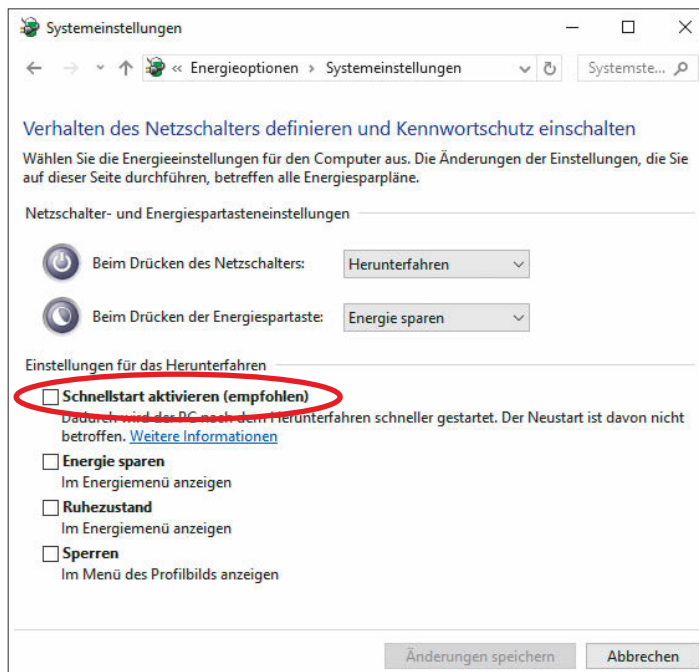 Systemeinstellungen
« Energieoptionen › Systemeinstellungen
Systemste...
Verhalten des Netzschalters definieren und Kennwortschutz einschalten
Wählen Sie die Energieeinstellungen für den Computer aus. Die Änderungen der Einstellungen, die Sie
auf dieser Seite durchführen, betreffen alle Energiesparpläne.
Netzschalter- und Energiespartasteneinstellungen
Beim Drücken des Netzschalters: Herunterfahren
Beim Drücken der Energiespartaste: Energie sparen
Einstellungen für das Herunterfahren
Schnellstart aktivieren (empfohlen)
Dadurch wird der PC nach dem Herunterfahren schneller gestartet. Der Neustart ist davon nicht
betroffen. Weitere Informationen
Energie sparen
Im Energiemenü anzeigen
Ruhezustand
Im Energiemenü anzeigen
Sperren
Im Menü des Profilbilds anzeigen
Änderungen speichern Abbrechen